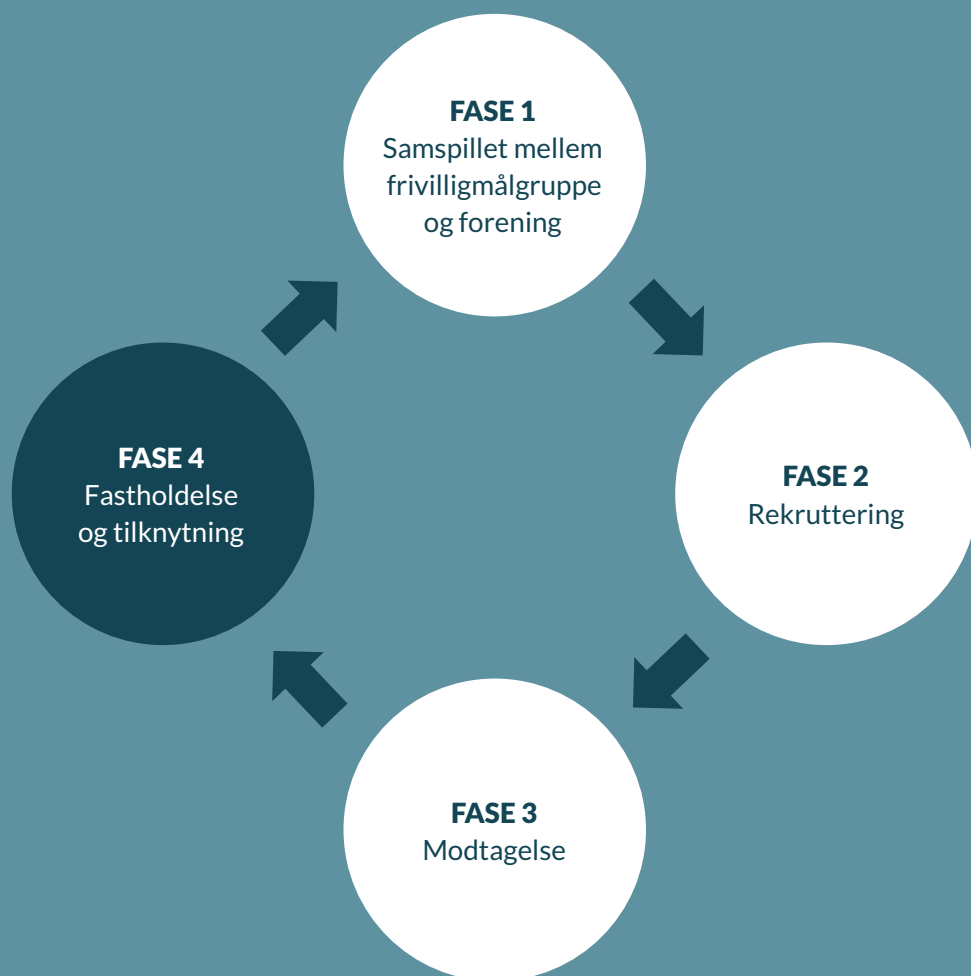 FASE 1
Samspillet mellem
frivilligmålgruppe
og forening
FASE 2
Rekruttering
FASE 3
Modtagelse
FASE 4
Fastholdelse
og tilknytning